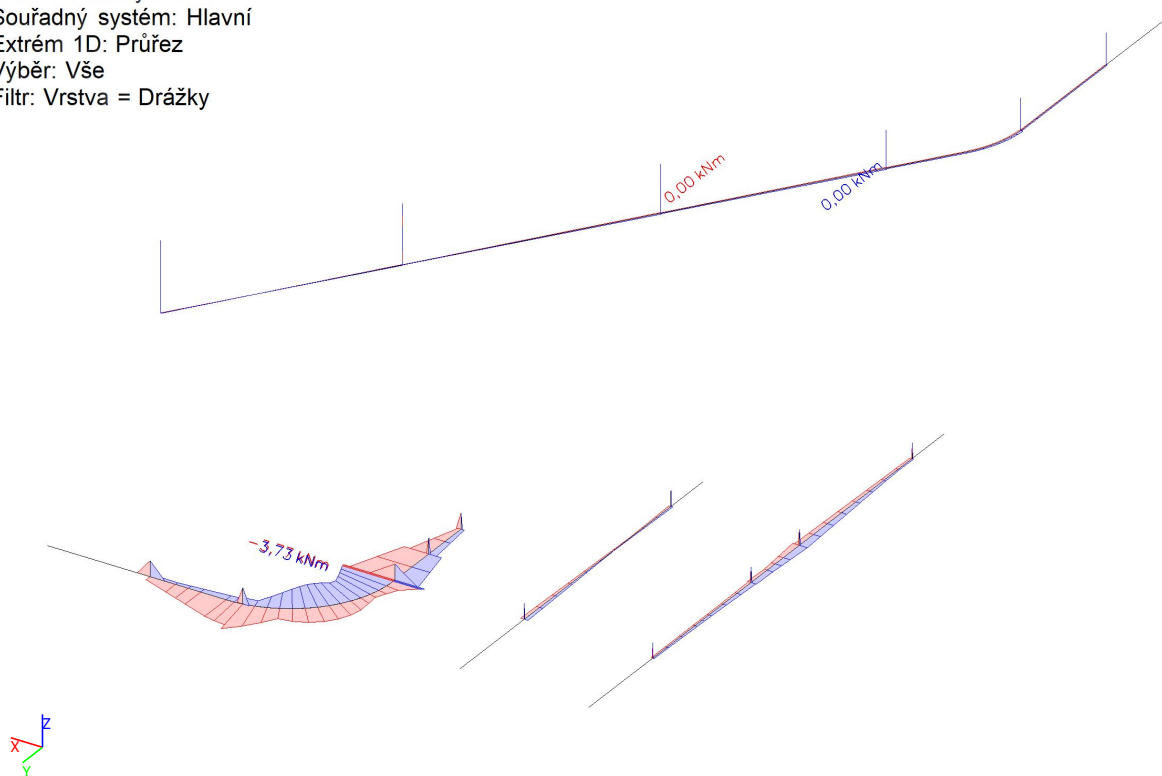 Souřadný systém: Hlavní
Extrém 1D: Průřez
Výběr: Vše
Filtr: Vrstva = Drážky
0,00 kNm
0,00 kNm
-3,73 kNm
Z
X
Y